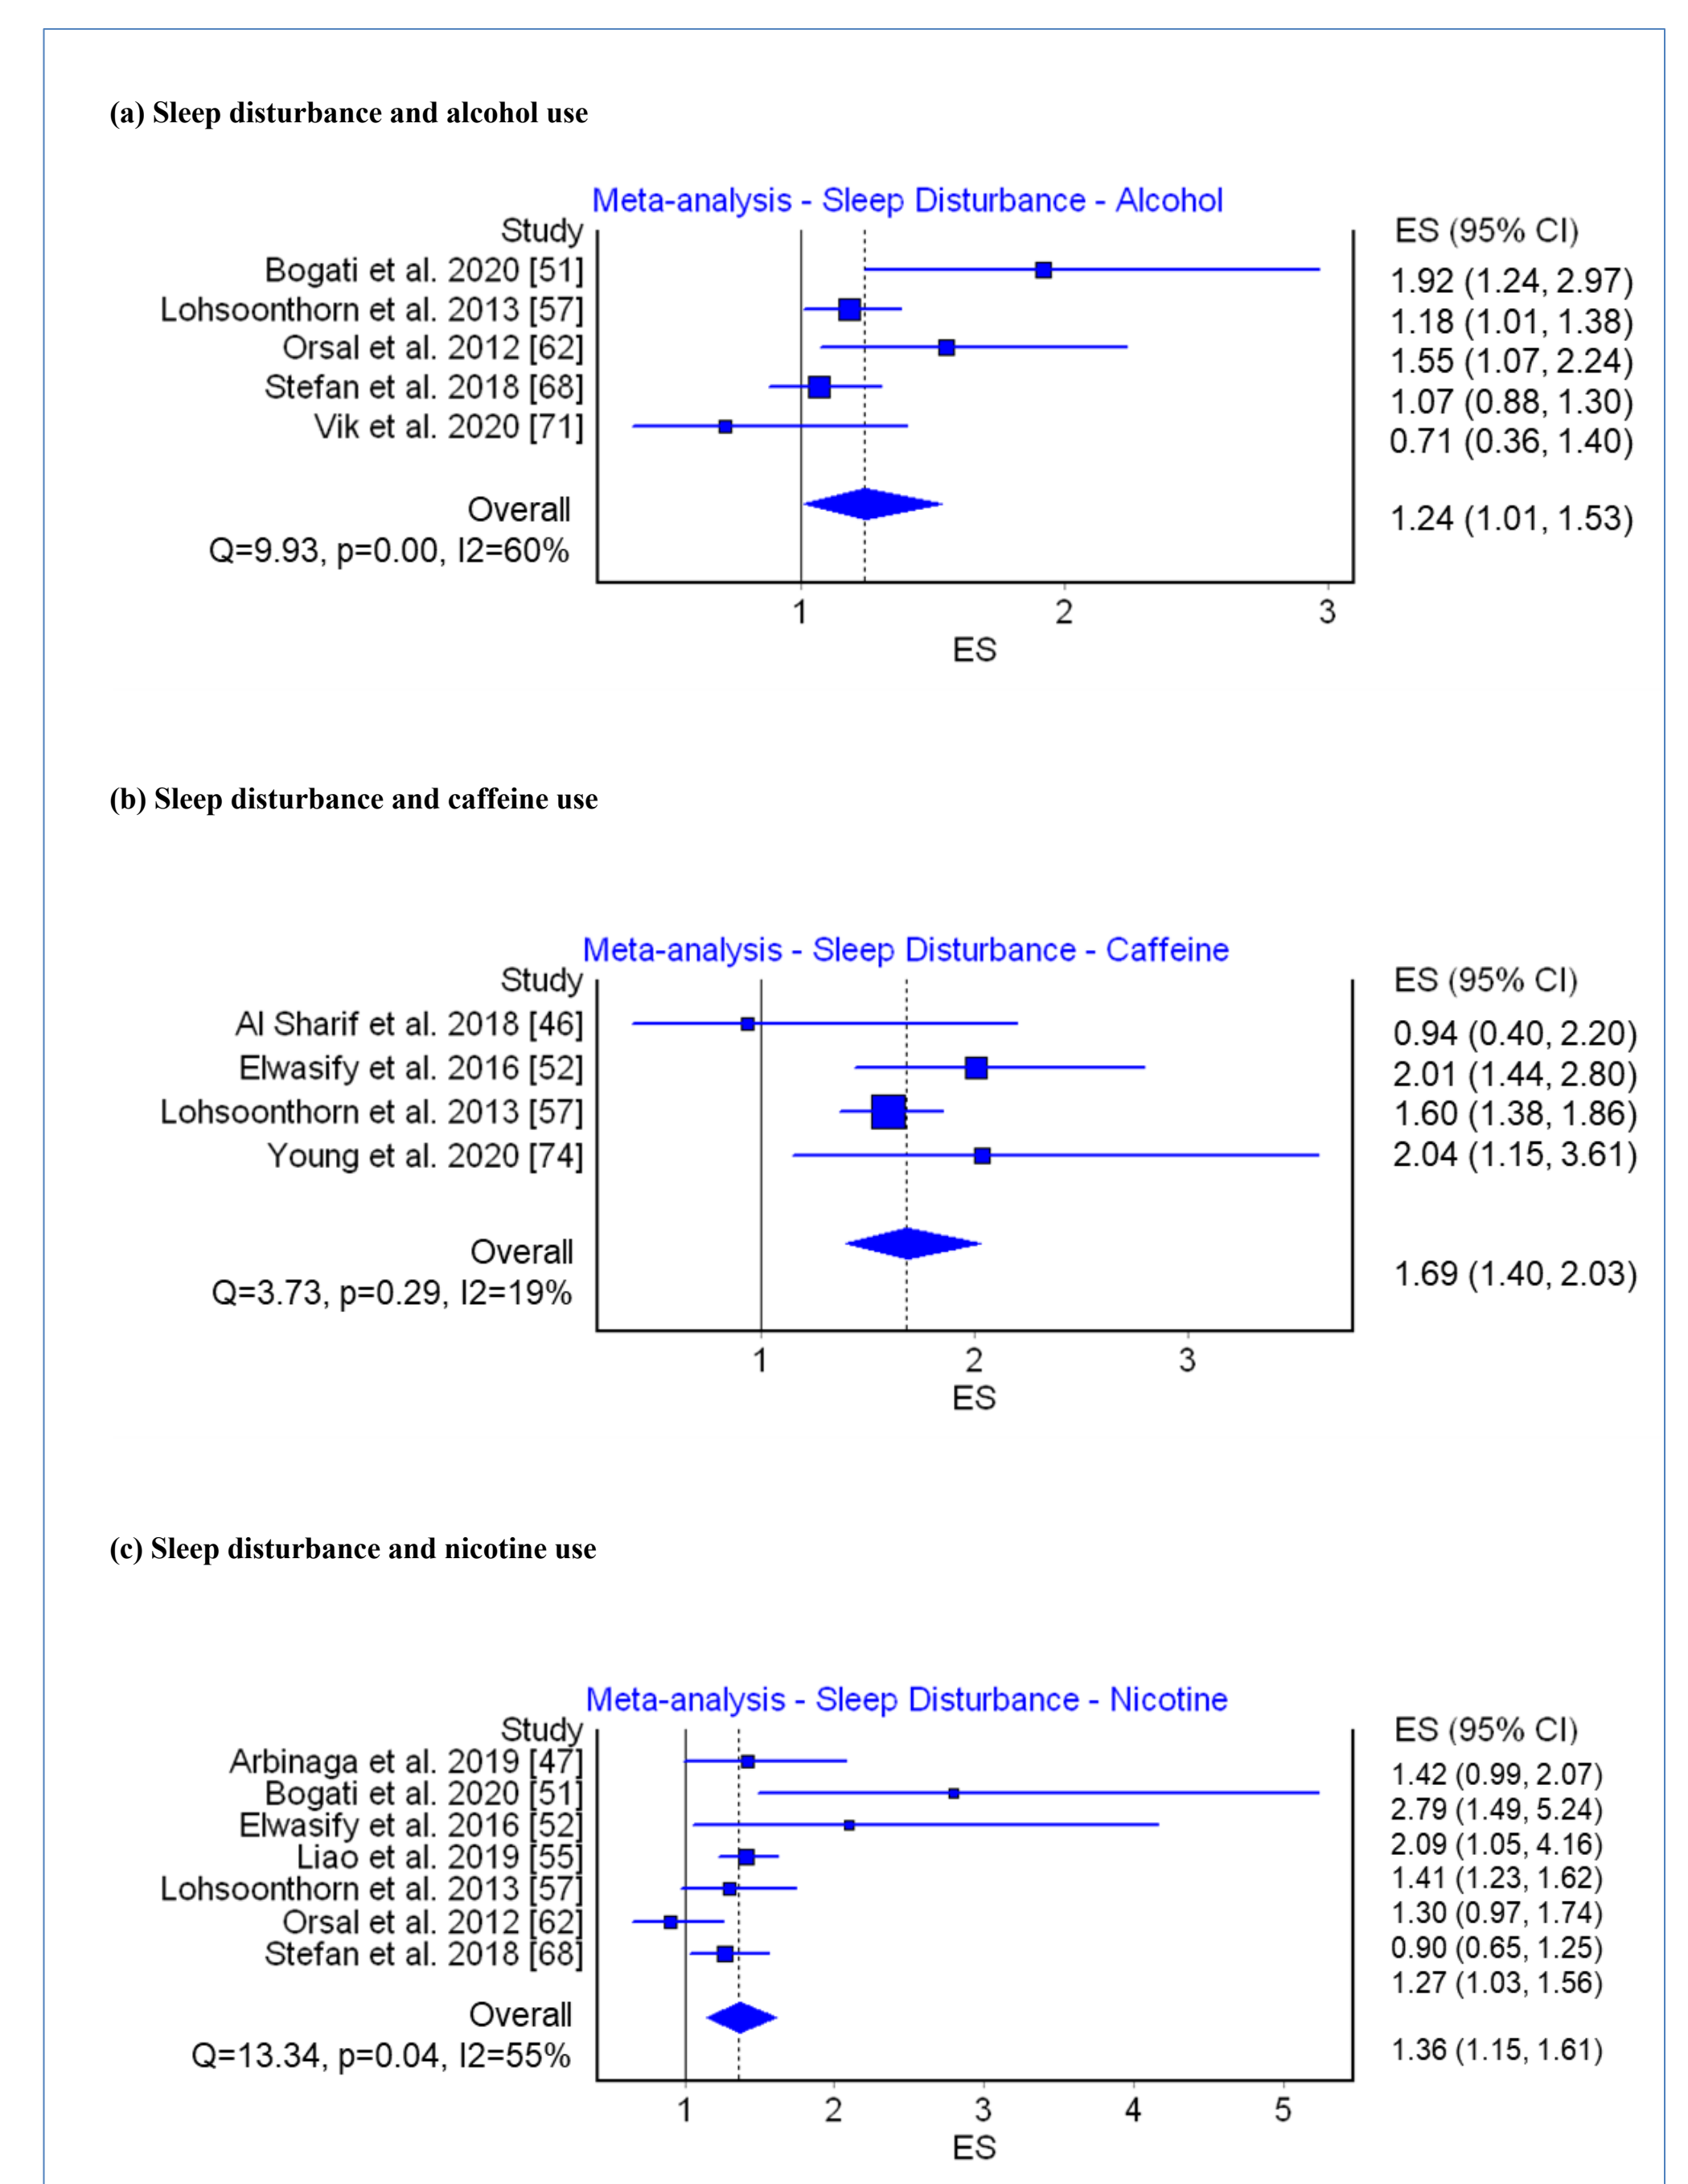 (a) Sleep disturbance and alcohol use
Meta-analysis - Sleep Disturbance - Alcohol
Study ES (95% CI)
Bogati et al. 2020 [51] 1.92 (1.24, 2.97)
Lohsoonthorn et al. 2013 [57] 1.18 (1.01, 1.38)
Orsal et al. 2012 [62] 1.55 (1.07, 2.24)
Stefan et al. 2018 [68] 1.07 (0.88, 1.30)
Vik et al. 2020 [71] 0.71 (0.36, 1.40)
Overall 1.24 (1.01, 1.53)
Q=9.93, p=0.00, I2=60%
1 2 3
ES
(b) Sleep disturbance and caffeine use
Meta-analysis - Sleep Disturbance - Caffeine
Study ES (95% CI)
Al Sharif et al. 2018 [46] 0.94 (0.40, 2.20)
Elwasify et al. 2016 [52] 2.01 (1.44, 2.80)
Lohsoonthorn et al. 2013 [57] 1.60 (1.38, 1.86)
Young et al. 2020 [74] 2.04 (1.15, 3.61)
Overall 1.69 (1.40, 2.03)
Q=3.73, p=0.29, I2=19%
1 2 3
ES
(c) Sleep disturbance and nicotine use
Meta-analysis - Sleep Disturbance - Nicotine
Study ES (95% CI)
Arbinaga et al. 2019 [47] 1.42 (0.99, 2.07)
Bogati et al. 2020 [51] 2.79 (1.49, 5.24)
Elwasify et al. 2016 [52] 2.09 (1.05, 4.16)
Liao et al. 2019 [55] 1.41 (1.23, 1.62)
Lohsoonthorn et al. 2013 [57] 1.30 (0.97, 1.74)
Orsal et al. 2012 [62] 0.90 (0.65, 1.25)
Stefan et al. 2018 [68] 1.27 (1.03, 1.56)
Overall 1.36 (1.15, 1.61)
Q=13.34, p=0.04, I2=55%
1 2 3 4 5
ES